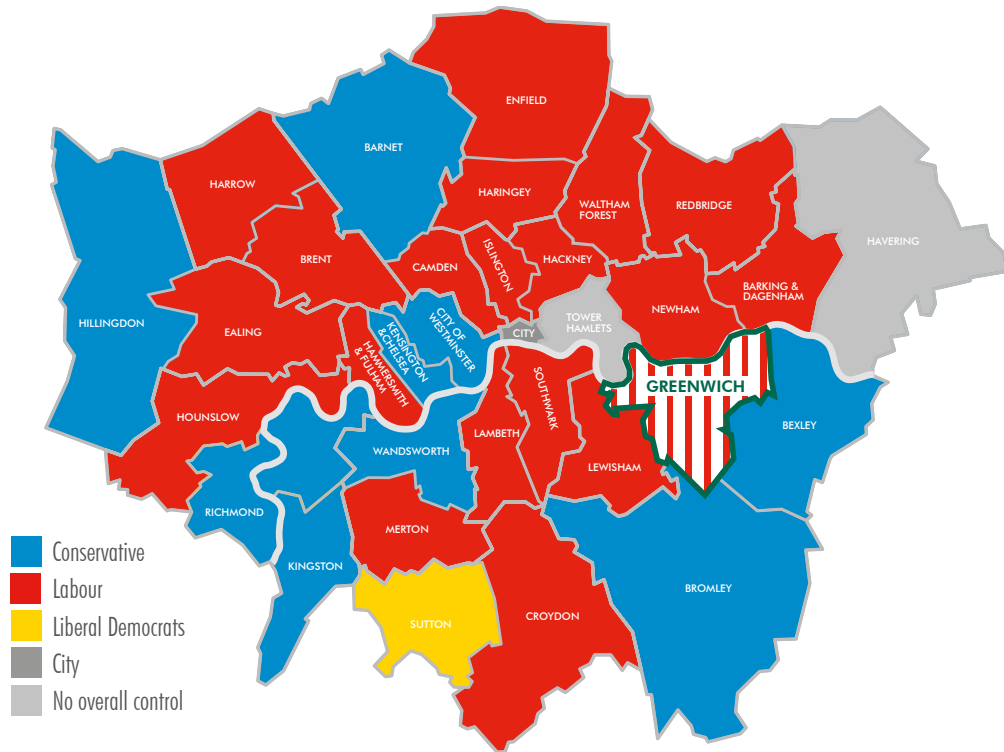 ENFIELD
BARNET
HARROW
HARINGEY
WALTHAM
FOREST
REDBRIDGE
HAVERING
BRENT
CAMDEN
ISLINGTON
HACKNEY
BARKING &
DAGENHAM
NEWHAM
HILLINGDON
EALING
CITY OF
WESTMINSTER
KENSINGTON
& CHELSEA
HAMMERSMITH
& FULHAM
CITY
TOWER
HAMLETS
GREENWICH
HOUNSLOW
SOUTHWARK
LAMBETH
WANDSWORTH
LEWISHAM
BEXLEY
RICHMOND
MERTON
KINGSTON
BROMLEY
SUTTON
CROYDON
Conservative
Labour
Liberal Democrats
City
No overall control